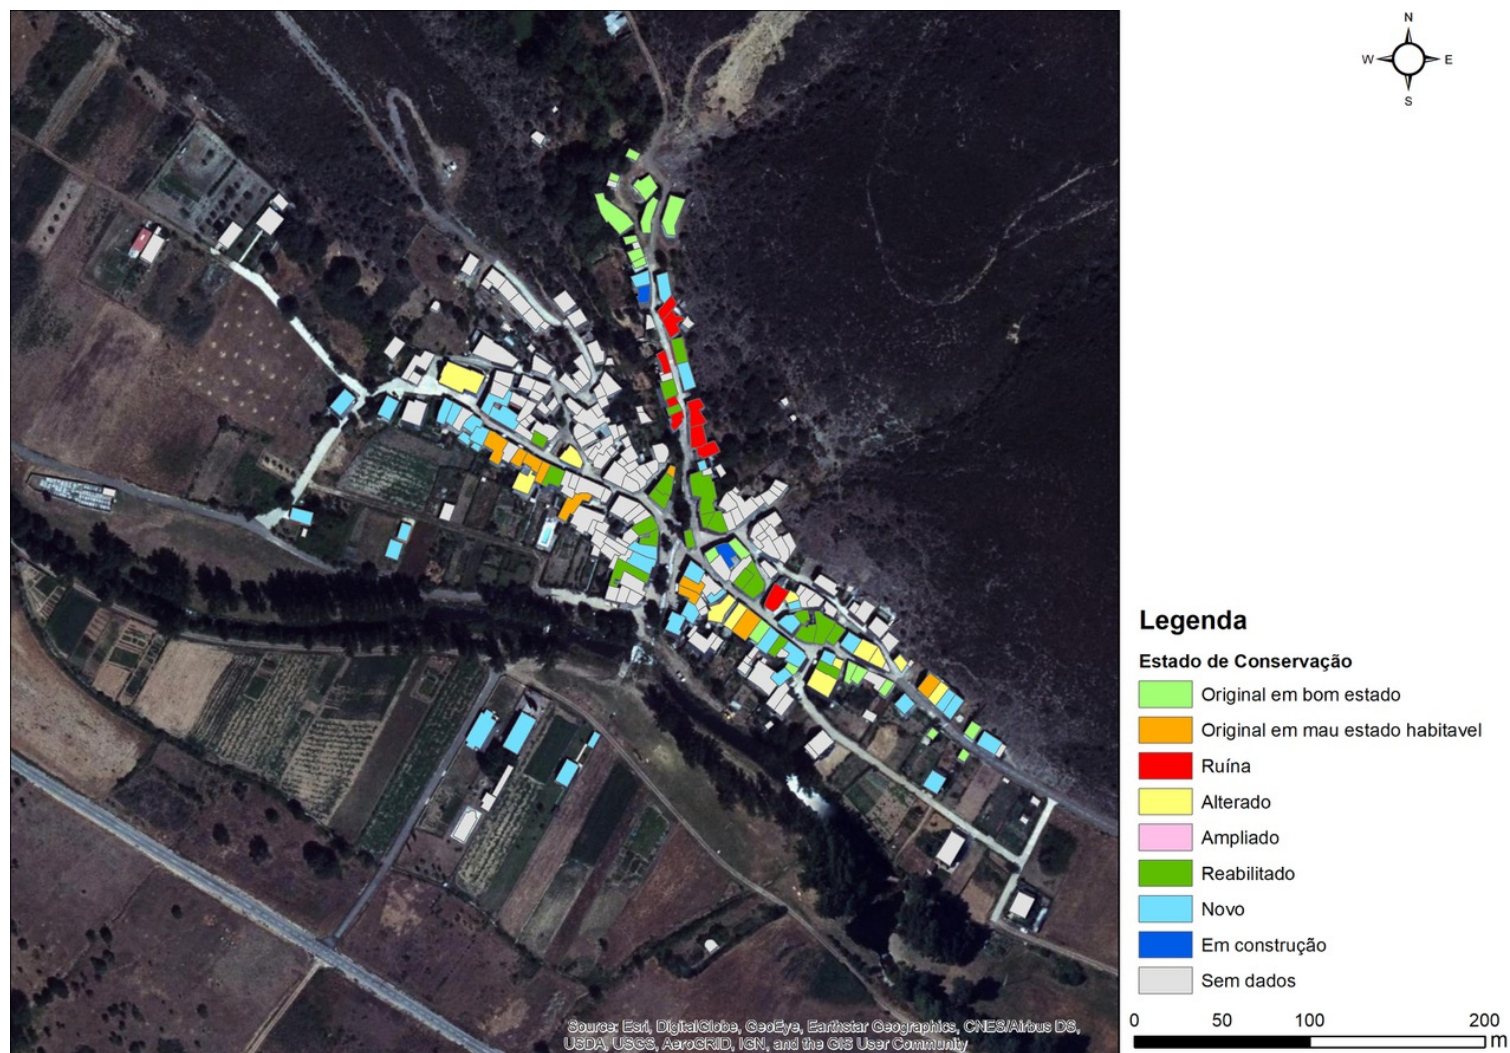 N
W E
S
Legenda
Estado de Conservação
Original em bom estado
Original em mau estado habitavel
Ruína
Alterado
Ampliado
Reabilitado
Novo
Em construção
Sem dados
0 50 100 200
m
Source: Esri, DigitalGlobe, GeoEye, Earthstar Geographics, CNES/Airbus DS,
USDA, USGS, AeroGRID, IGN, and the GIS User Community